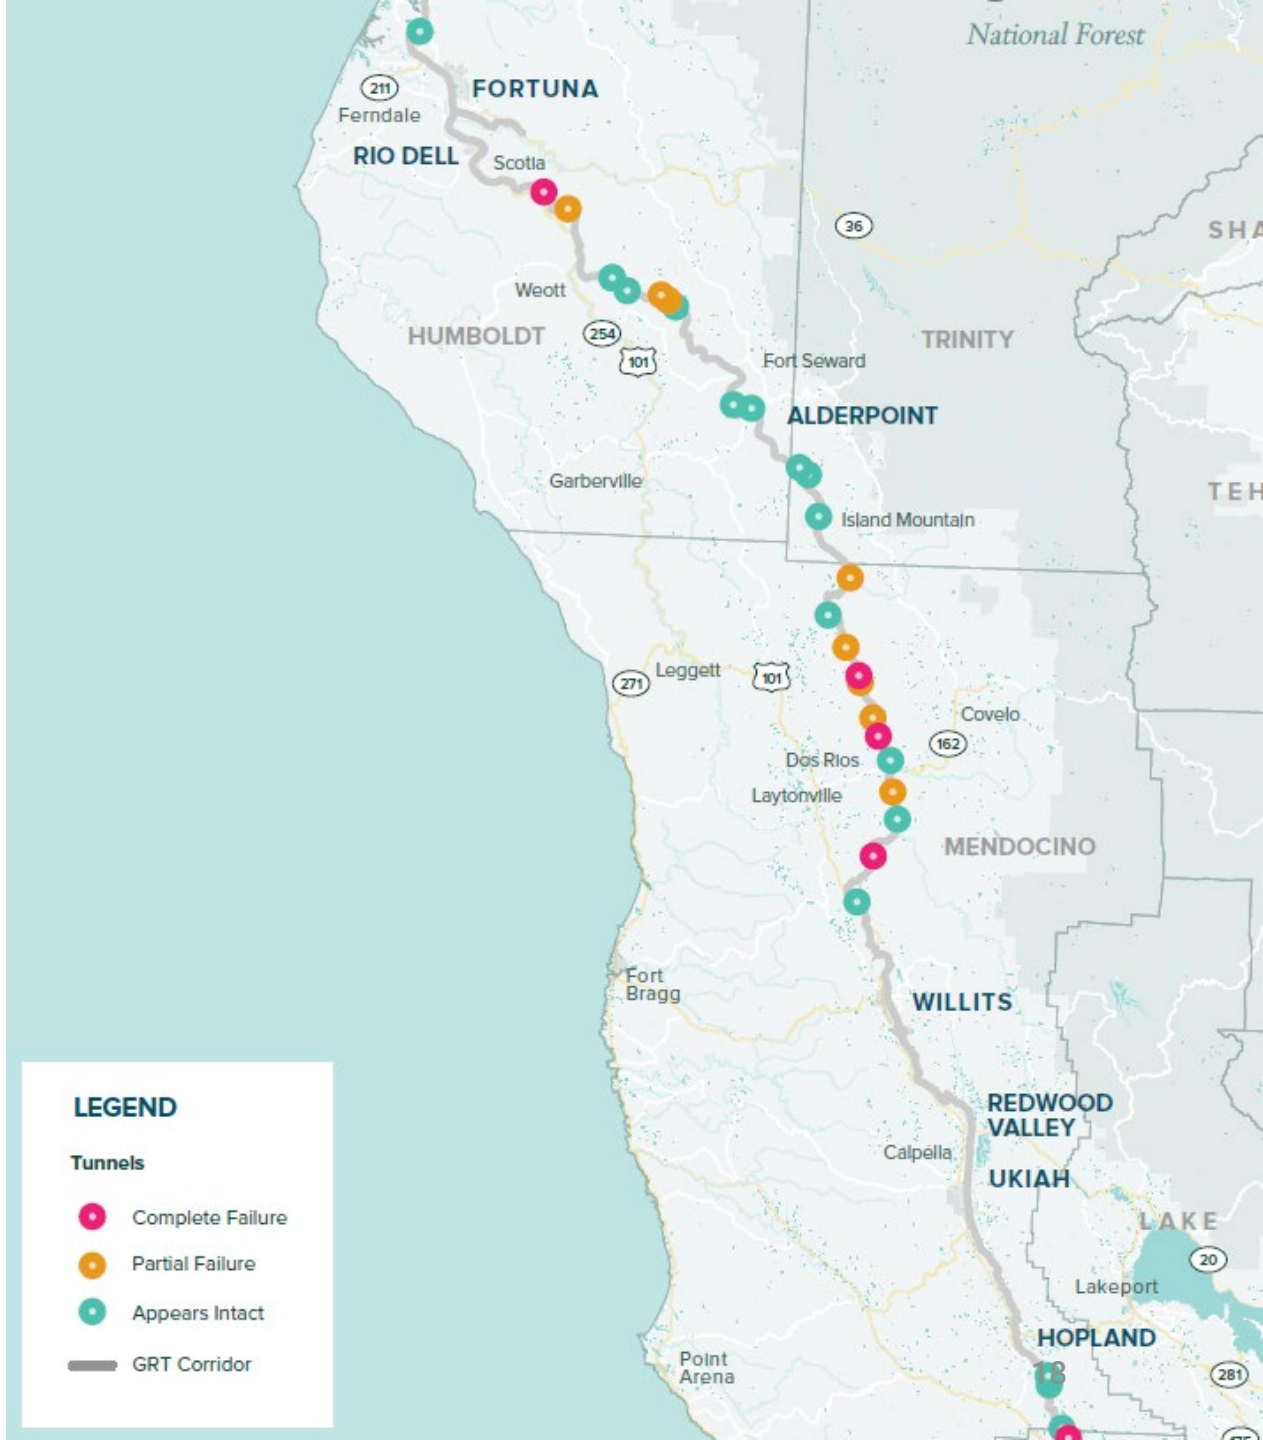 National Forest
211
FORTUNA
Ferndale
RIO DELL
Scotia
36
SHA
Weott
HUMBOLDT
254
101
TRINITY
Fort Seward
ALDERPOINT
Garberville
TEH
Island Mountain
271
Leggett
101
Covelo
162
Dos Rios
Laytonville
MENDOCINO
Fort
Bragg
WILLITS
REDWOOD
VALLEY
Calpella
UKIAH
LAKE
20
Lakeport
HOPLAND
18
Point
Arena
281
LEGEND
Tunnels
Complete Failure
Partial Failure
Appears Intact
GRT Corridor